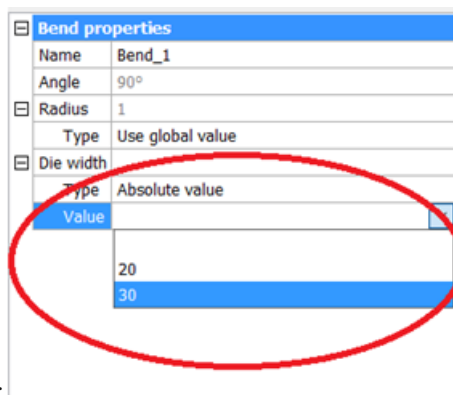 Bend properties
Name Bend_1
Angle 90°
Radius 1
Type Use global value
Die width
Type Absolute value
Value
20
30